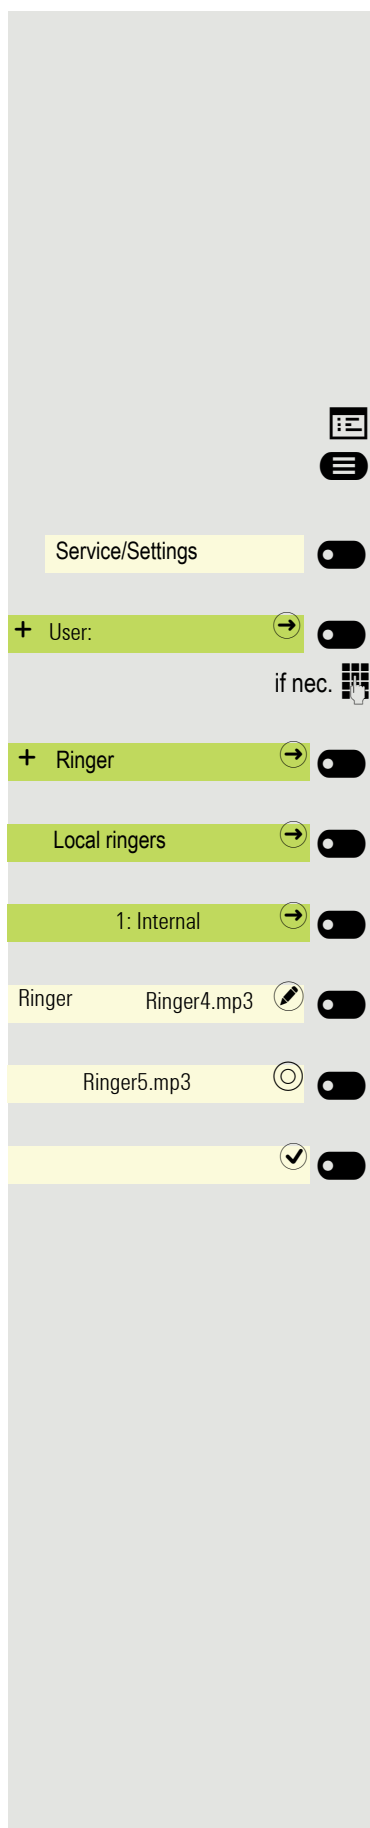 Service/Settings
+ User:
if nec.
+ Ringer
Local ringers
1: Internal
Ringer Ringer4.mp3
Ringer5.mp3